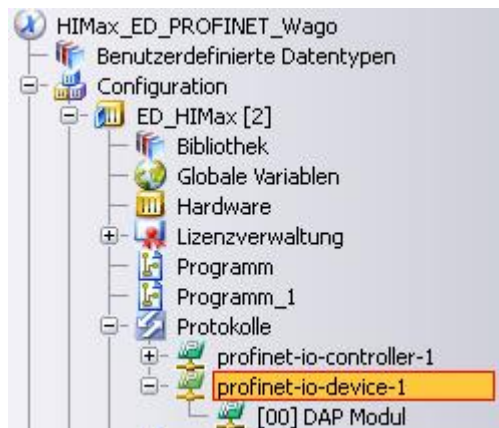 HIMax_ED_PROFINET_Wago
Benutzerdefinierte Datentypen
Configuration
ED_HIMax [2]
Bibliothek
Globale Variablen
Hardware
Lizenzverwaltung
Programm
Programm_1
Protokolle
profinet-io-controller-1
profinet-io-device-1
[00] DAP Modul